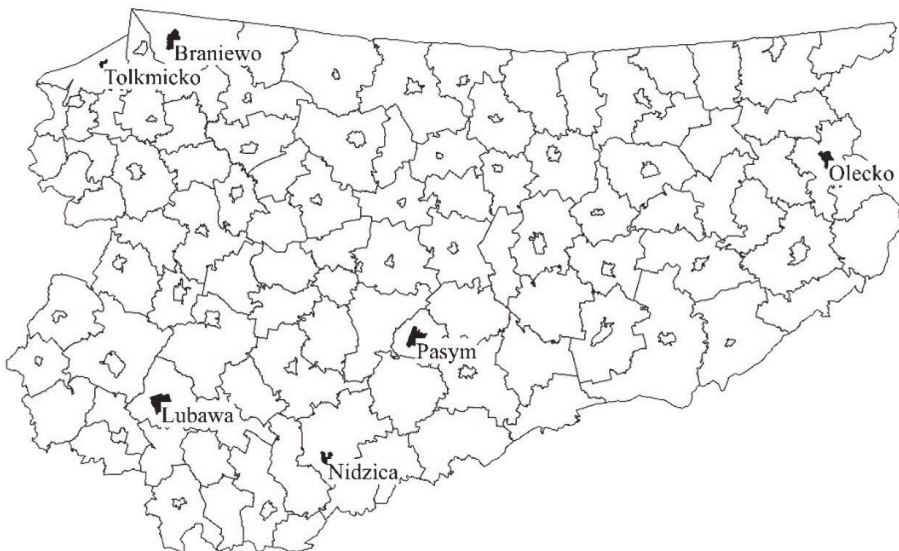 Braniewo
Tolkmicko
Olecko
Pasym
Lubawa
Nidzica